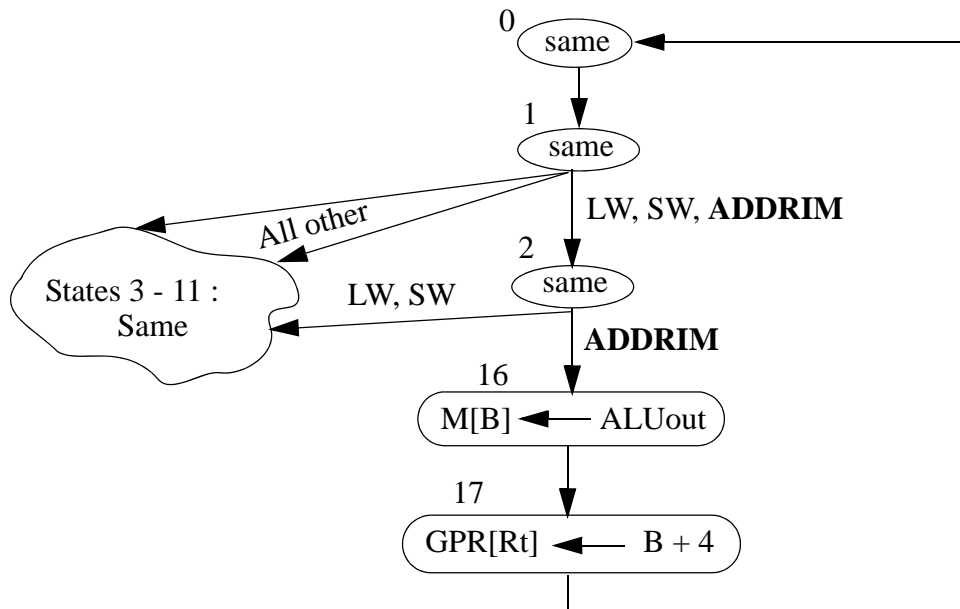 0
same
1
same
LW, SW, ADDRIM
All other
2
same
States 3 - 11 :
Same
LW, SW
ADDRIM
16
M[B] ALUout
17
GPR[Rt] B + 4